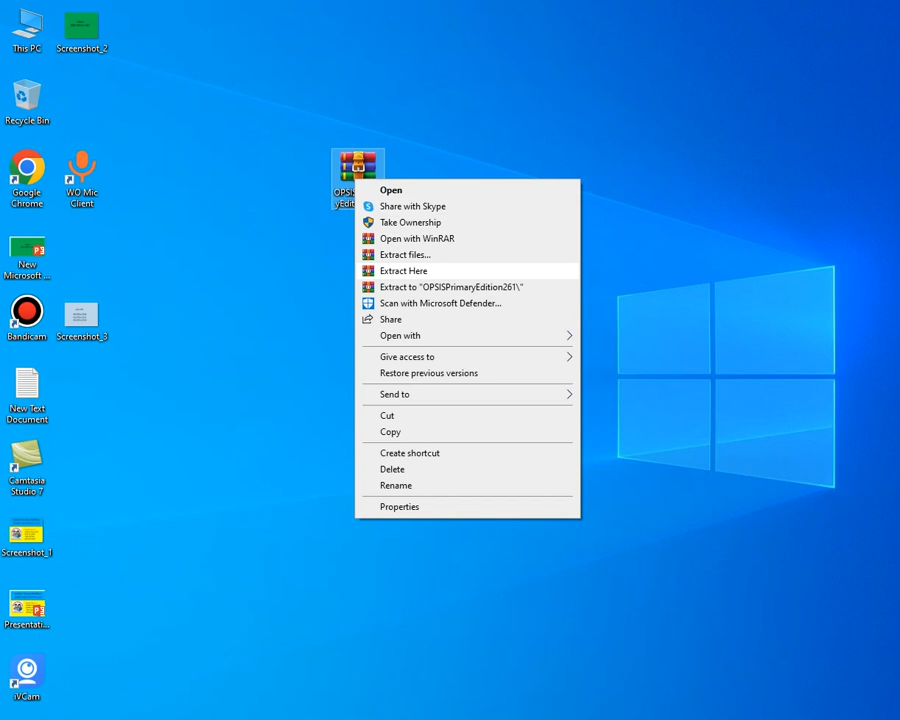 This PC
Screenshot_2
Recycle Bin
Google
Chrome
WO Mic
Client
New
Microsoft ...
Bandicam
Screenshot_3
New Text
Document
Camtasia
Studio 7
Screenshot_1
Presentati...
iVCam
Open
Share with Skype
Take Ownership
Open with WinRAR
Extract files...
Extract Here
Extract to "OPSISPrimaryEdition261\"
Scan with Microsoft Defender...
Share
Open with
Give access to
Restore previous versions
Send to
Cut
Copy
Create shortcut
Delete
Rename
Properties